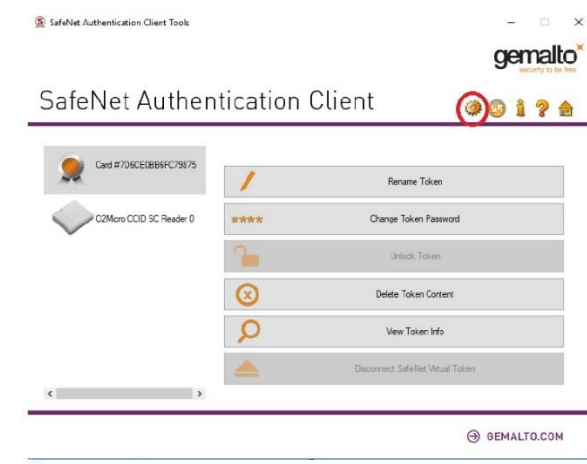 SafeNet Authentication Client Tools
gemalto
security to be free
SafeNet Authentication Client
Card #7D6CE0BB6FC79875
O2Micro CCID SC Reader 0
Rename Token
**** Change Token Password
Unlock Token
Delete Token Content
View Token Info
Disconnect SafeNet Virtual Token
GEMALTO.COM